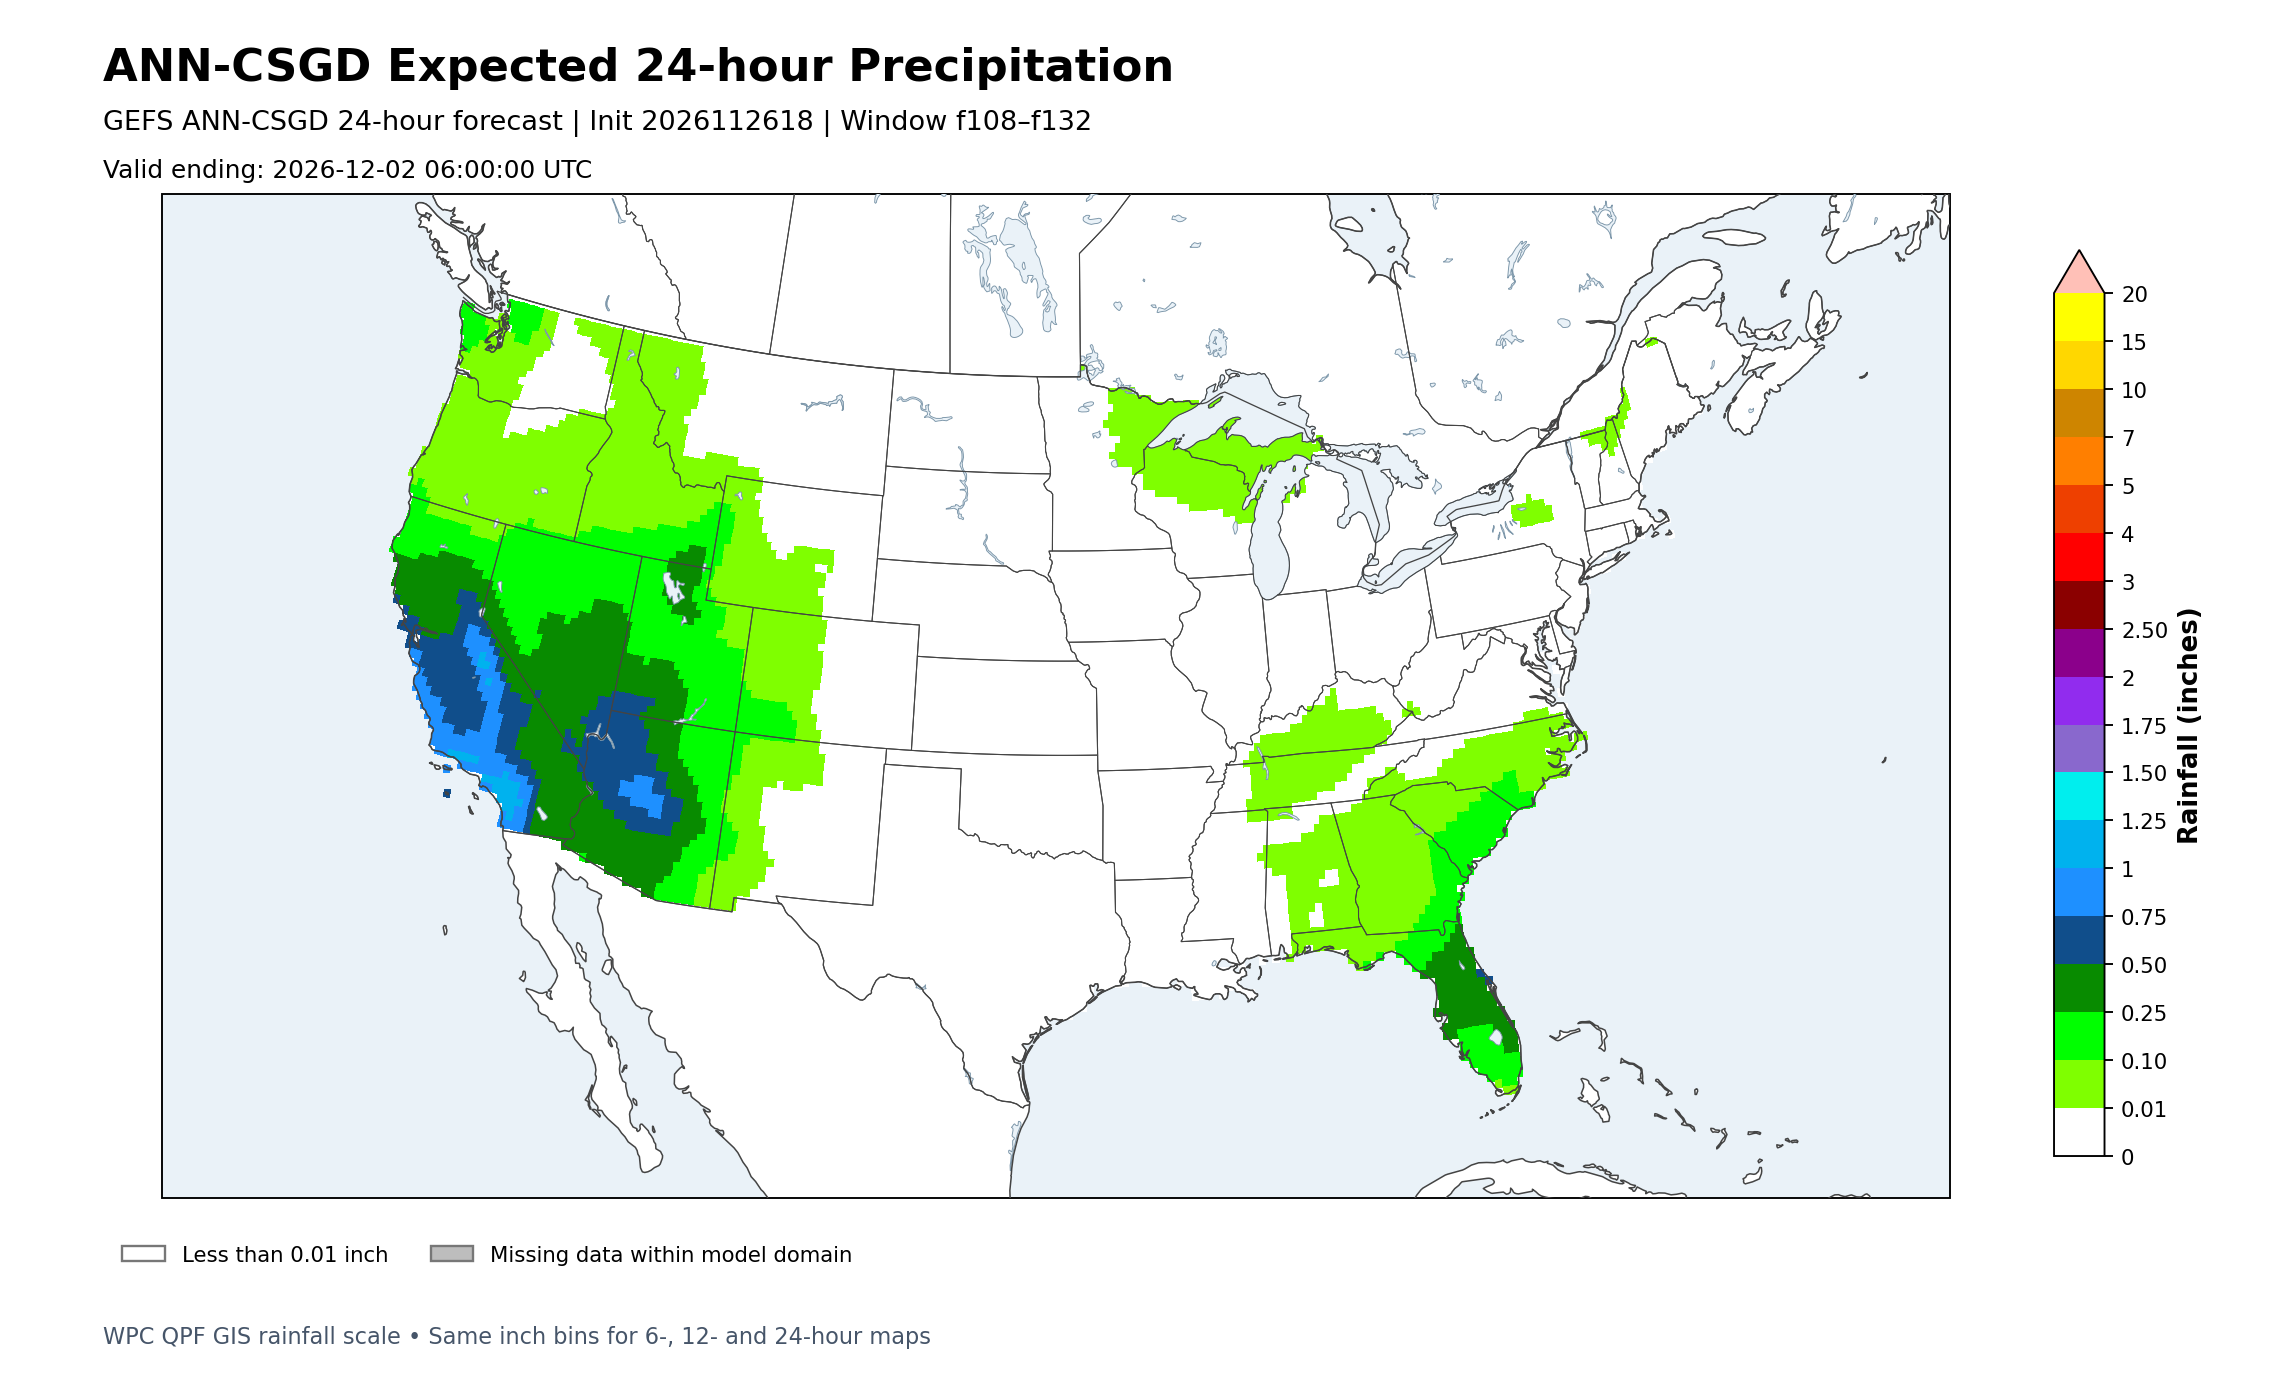 ANN-CSGD Expected 24-hour Precipitation
GEFS ANN-CSGD 24-hour forecast | Init 2026112618 | Window f108–f132
Valid ending: 2026-12-02 06:00:00 UTC
20
15
10
7
5
4
3
2.50
2
1.75
1.50
1.25
1
0.75
0.50
0.25
0.10
0.01
0
Rainfall (inches)
Less than 0.01 inch
Missing data within model domain
WPC QPF GIS rainfall scale • Same inch bins for 6-, 12- and 24-hour maps